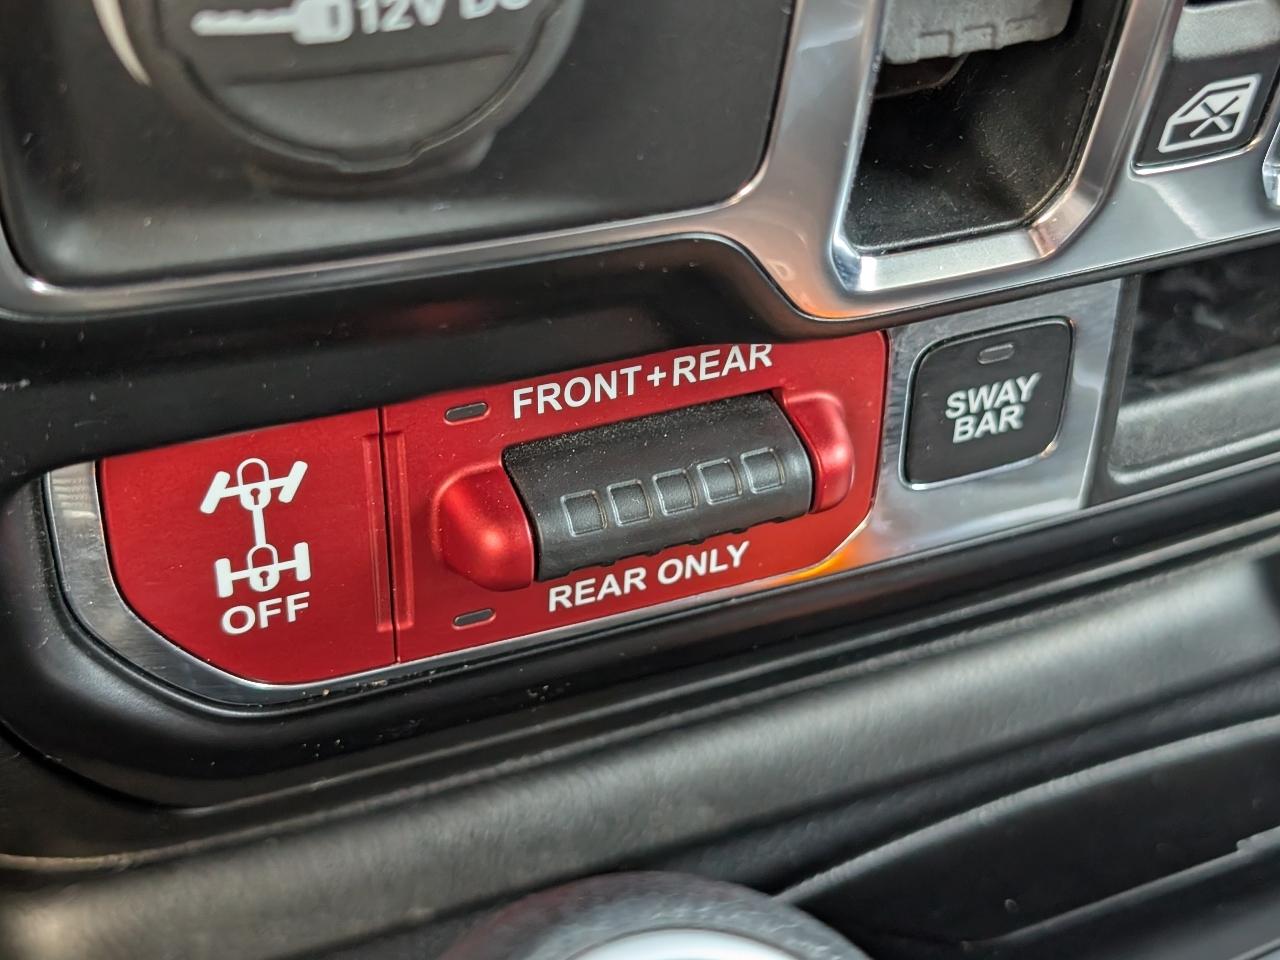 12V DC
FRONT+REAR
SWAY
BAR
OFF
REAR ONLY